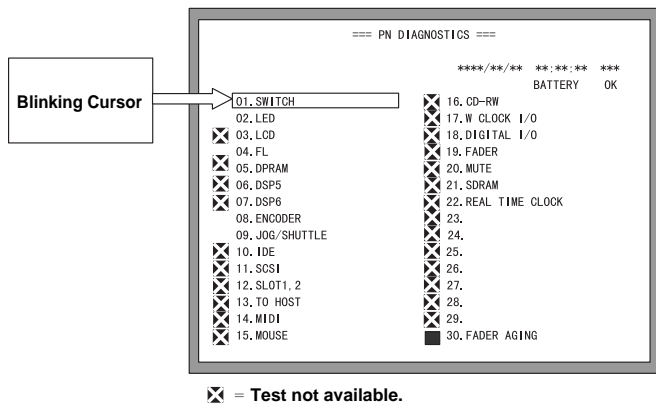 === PN DIAGNOSTICS ===
****/**/** **:**:** ***
BATTERY OK
Blinking Cursor
01. SWITCH
02. LED
03. LCD
04. FL
05. DPRAM
06. DSP5
07. DSP6
08. ENCODER
09. JOG/SHUTTLE
10. IDE
11. SCSI
12. SLOT1, 2
13. TO HOST
14. MIDI
15. MOUSE
16. CD-RW
17. W CLOCK I/O
18. DIGITAL I/O
19. FADER
20. MUTE
21. SDRAM
22. REAL TIME CLOCK
23.
24.
25.
26.
27.
28.
29.
30. FADER AGING
= Test not available.